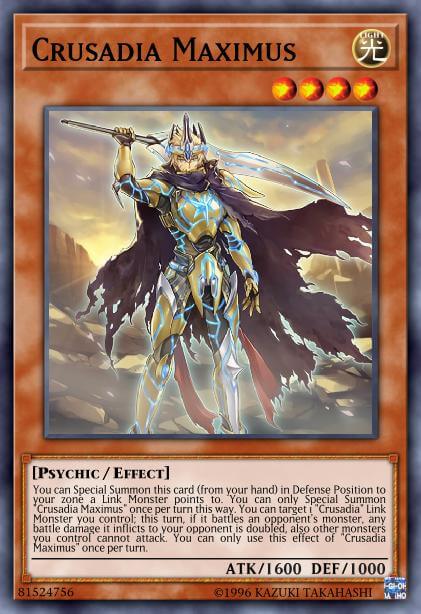 CRUSADIA MAXIMUS
LIGHT
光
[PSYCHIC / EFFECT]
You can Special Summon this card (from your hand) in Defense Position to
your zone a Link Monster points to. You can only Special Summon
"Crusadia Maximus" once per turn this way. You can target 1 "Crusadia" Link
Monster you control; this turn, if it battles an opponent's monster, any
battle damage it inflicts to your opponent is doubled, also other monsters
you control cannot attack. You can only use this effect of "Crusadia
Maximus" once per turn.
ATK/1600 DEF/1000
81524756
©1996 KAZUKI TAKAHASHI